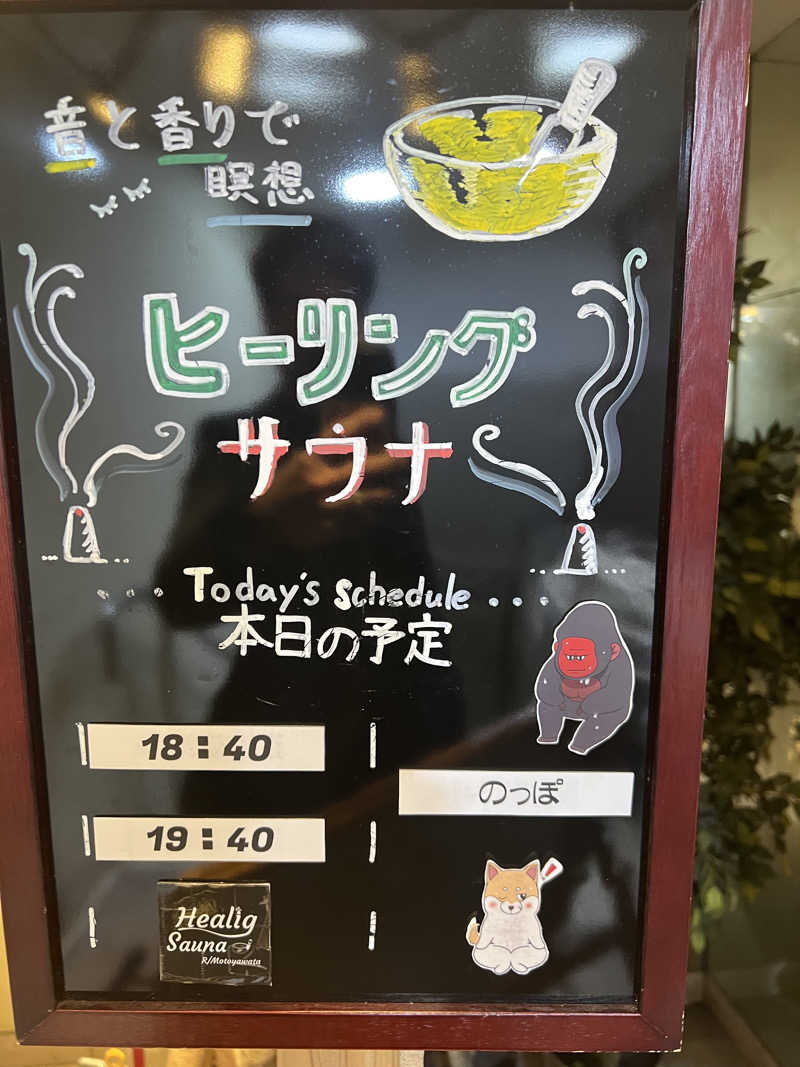 音と香りで
瞑想
ヒーリング
サウナ
Today's Schedule
本日の予定
18:40
のっぽ
19:40
Healig
Sauna
R/Motoyawata